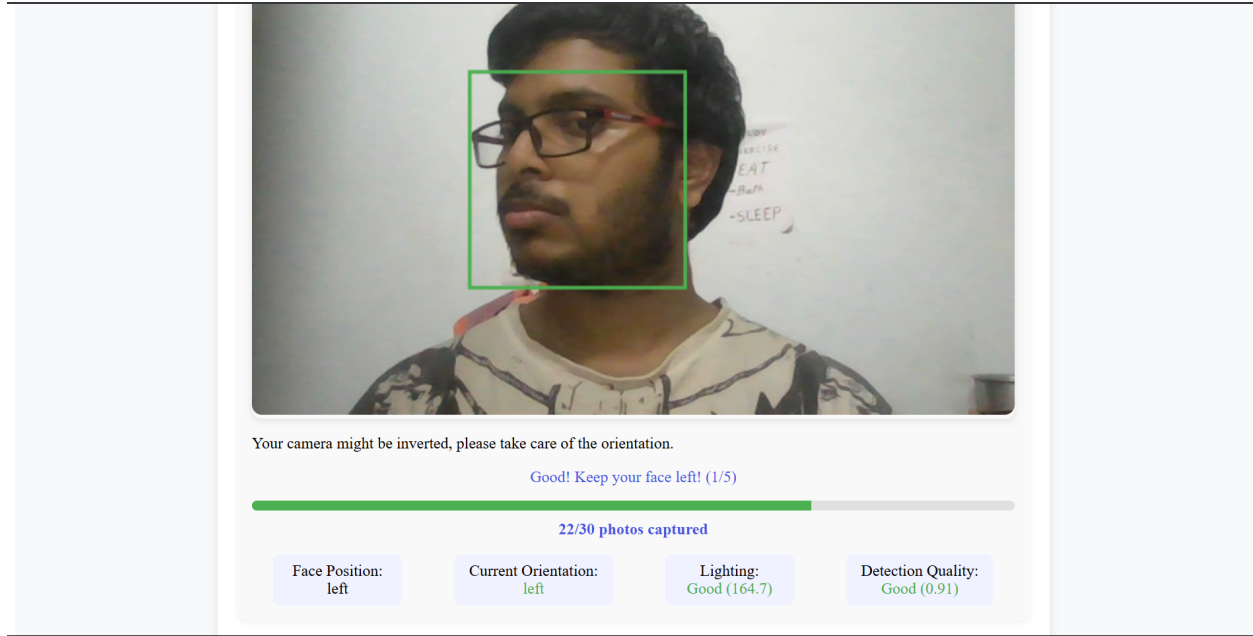 EAT
-Bath
-SLEEP
Your camera might be inverted, please take care of the orientation.
Good! Keep your face left! (1/5)
22/30 photos captured
Face Position:
left
Current Orientation:
left
Lighting:
Good (164.7)
Detection Quality:
Good (0.91)